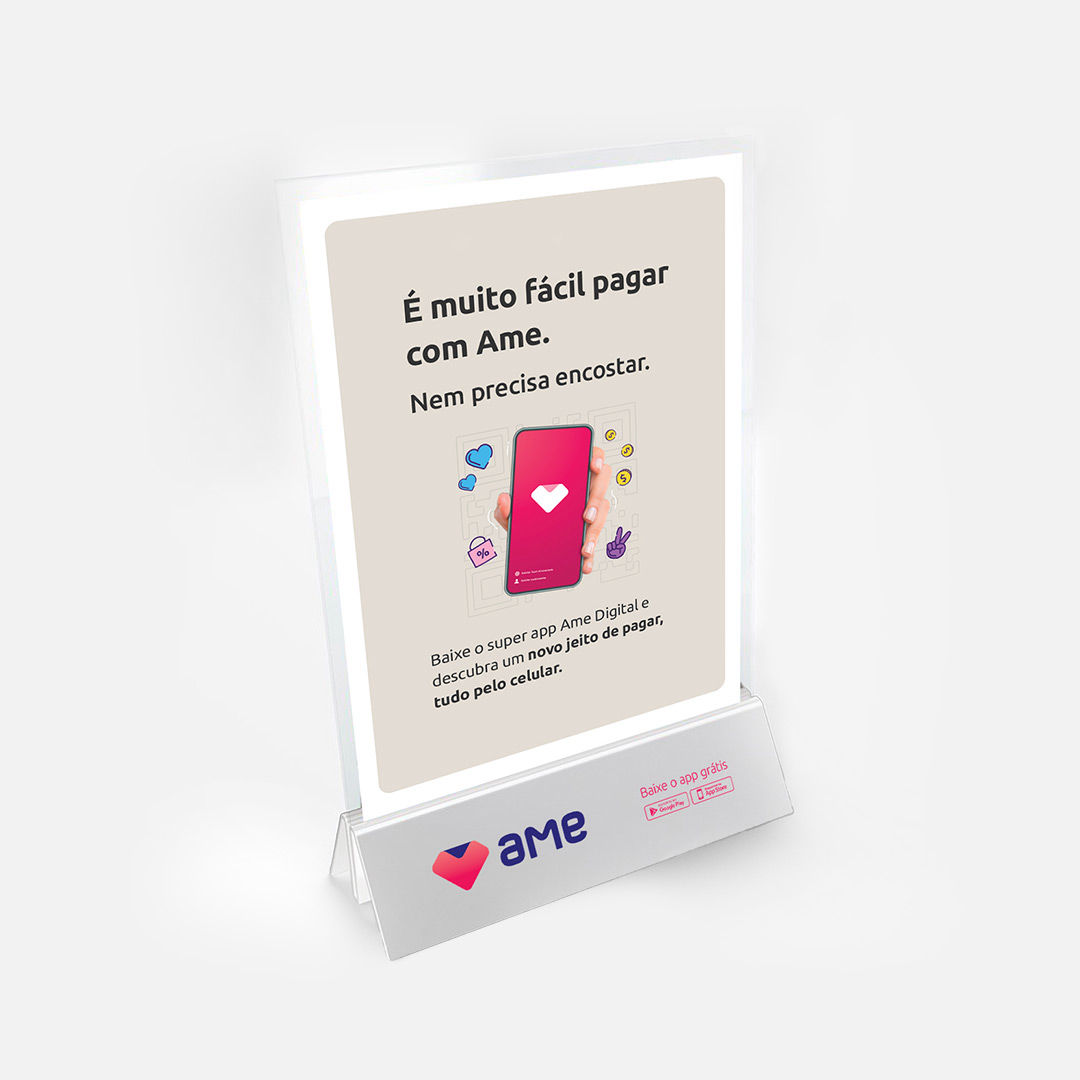 É muito fácil pagar
com Ame.
Nem precisa encostar.
%
Baixe o super app Ame Digital e
descubra um novo jeito de pagar,
tudo pelo celular.
Baixe o app grátis
Google Play
App Store
aMe